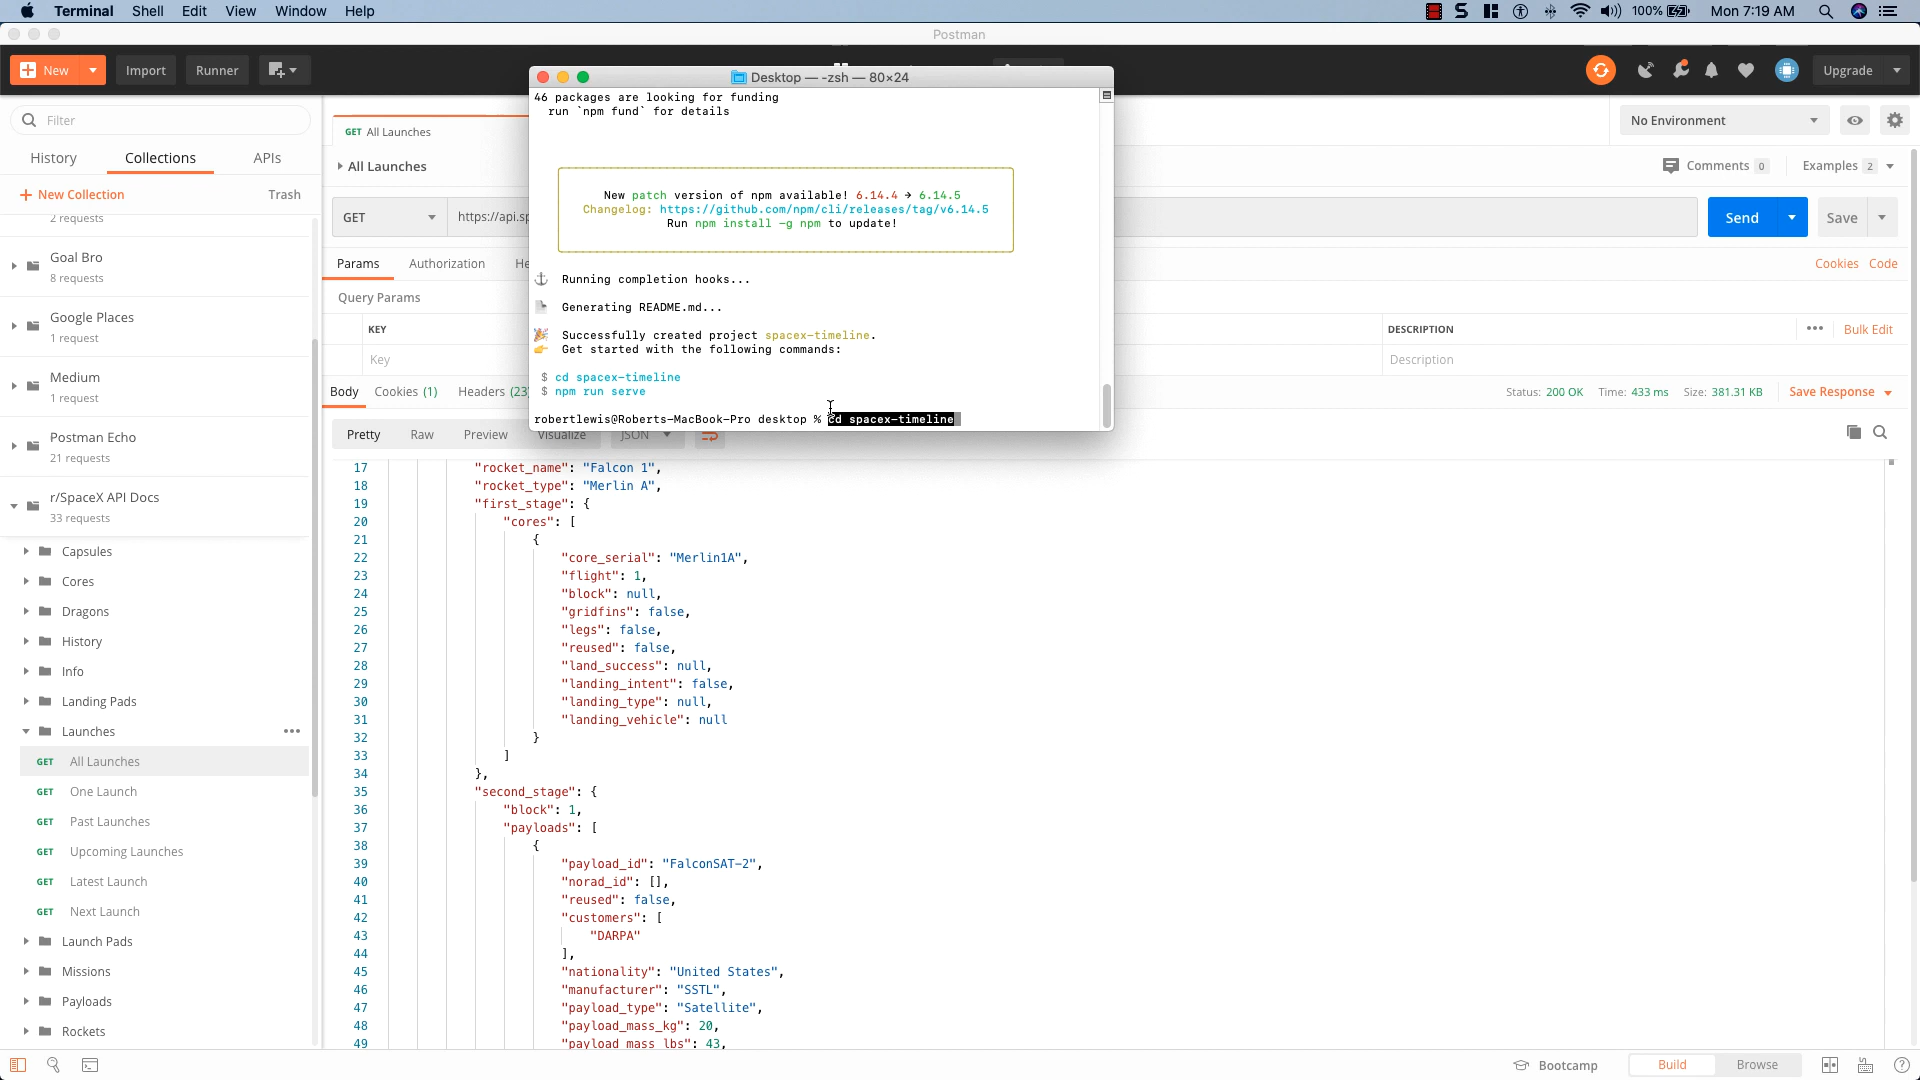 Terminal Shell Edit View Window Help
100% Mon 7:19 AM
Postman
New Import Runner
Upgrade
Desktop — -zsh — 80×24
46 packages are looking for funding
run `npm fund` for details
New patch version of npm available! 6.14.4 → 6.14.5
Changelog: https://github.com/npm/cli/releases/tag/v6.14.5
Run npm install -g npm to update!
Running completion hooks...
Generating README.md...
Successfully created project spacex-timeline.
Get started with the following commands:
$ cd spacex-timeline
$ npm run serve
robertlewis@Roberts-MacBook-Pro desktop % cd spacex-timeline
Filter
History Collections APIs
New Collection Trash
2 requests
Goal Bro
8 requests
Google Places
1 request
Medium
1 request
Postman Echo
21 requests
r/SpaceX API Docs
33 requests
Capsules
Cores
Dragons
History
Info
Landing Pads
Launches
GET All Launches
GET One Launch
GET Past Launches
GET Upcoming Launches
GET Latest Launch
GET Next Launch
Launch Pads
Missions
Payloads
Rockets
GET All Launches
No Environment
All Launches
Comments 0 Examples 2
GET https://api.sp
Send Save
Params Authorization He
Cookies Code
Query Params
KEY DESCRIPTION Bulk Edit
Key Description
Body Cookies (1) Headers (23)
Status: 200 OK Time: 433 ms Size: 381.31 KB Save Response
Pretty Raw Preview Visualize JSON
17 "rocket_name": "Falcon 1",
18 "rocket_type": "Merlin A",
19 "first_stage": {
20 "cores": [
21 {
22 "core_serial": "Merlin1A",
23 "flight": 1,
24 "block": null,
25 "gridfins": false,
26 "legs": false,
27 "reused": false,
28 "land_success": null,
29 "landing_intent": false,
30 "landing_type": null,
31 "landing_vehicle": null
32 }
33 ]
34 },
35 "second_stage": {
36 "block": 1,
37 "payloads": [
38 {
39 "payload_id": "FalconSAT-2",
40 "norad_id": [],
41 "reused": false,
42 "customers": [
43 "DARPA"
44 ],
45 "nationality": "United States",
46 "manufacturer": "SSTL",
47 "payload_type": "Satellite",
48 "payload_mass_kg": 20,
49 "payload_mass_lbs": 43,
Bootcamp Build Browse